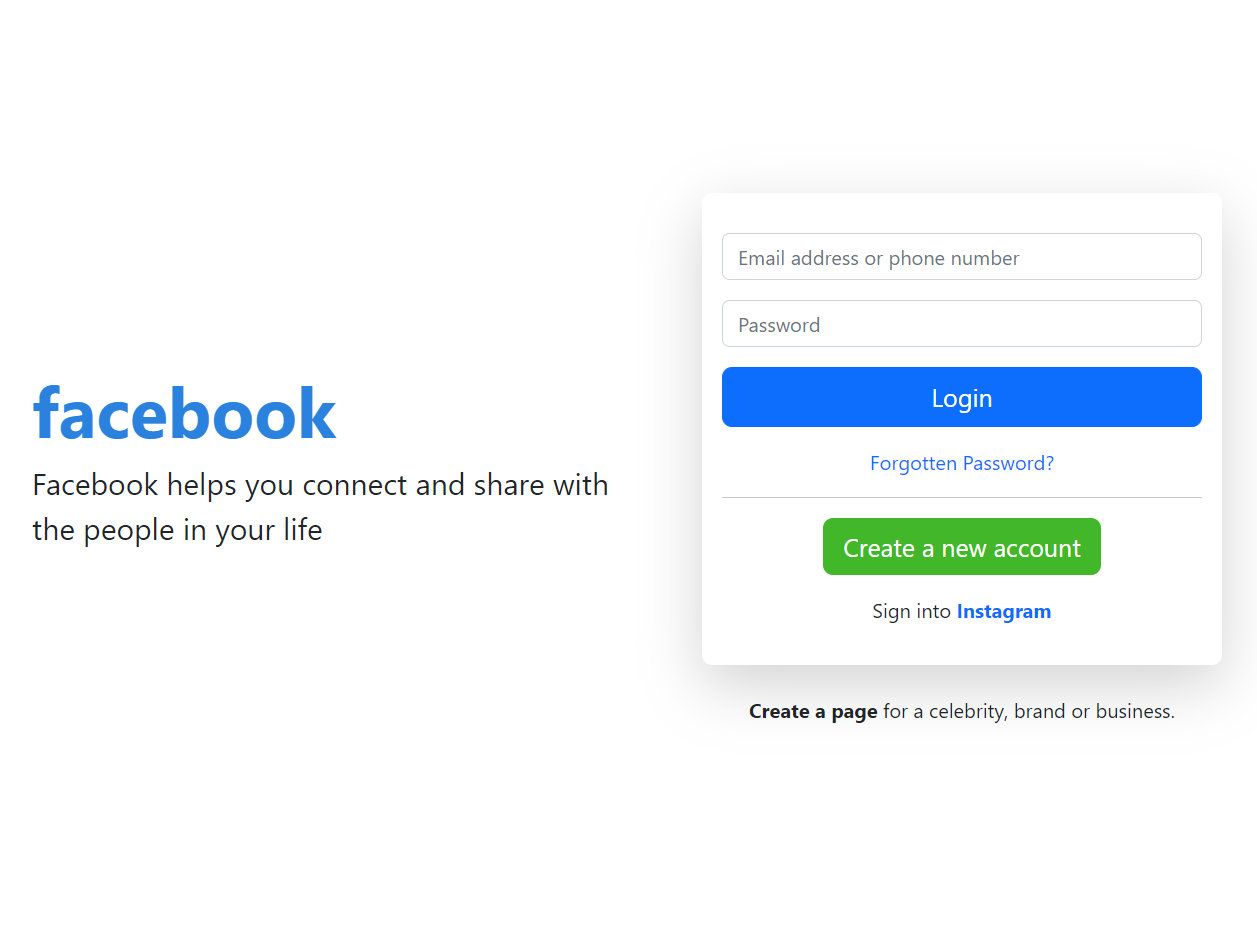 facebook
Facebook helps you connect and share with
the people in your life
Email address or phone number
Password
Login
Forgotten Password?
Create a new account
Sign into Instagram
Create a page for a celebrity, brand or business.